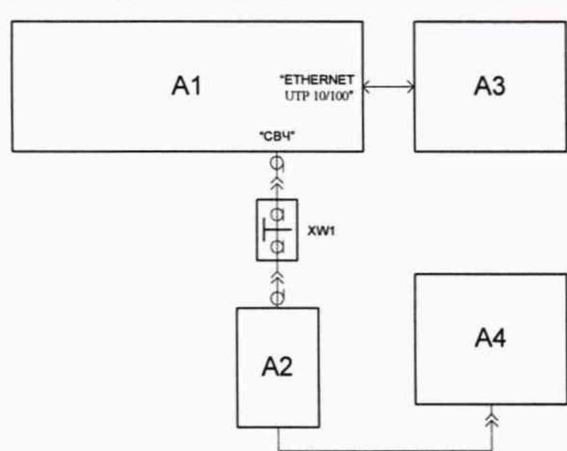 A1
"ETHERNET
UTP 10/100"
A3
"СВЧ"
XW1
A2
A4